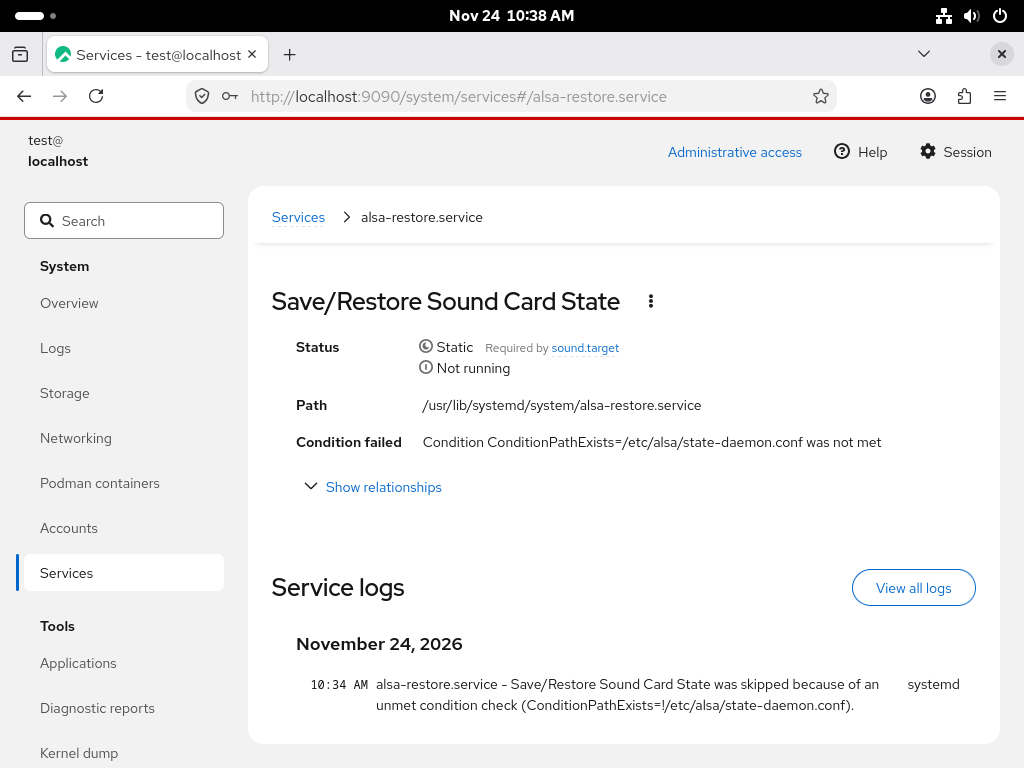 Nov 24 10:38 AM
Services - test@localhost
http://localhost:9090/system/services#/alsa-restore.service
test@
localhost
Administrative access
Help
Session
Search
System
Overview
Logs
Storage
Networking
Podman containers
Accounts
Services
Tools
Applications
Diagnostic reports
Kernel dump
Services > alsa-restore.service
Save/Restore Sound Card State
Status
Static Required by sound.target
Not running
Path /usr/lib/systemd/system/alsa-restore.service
Condition failed Condition ConditionPathExists=/etc/alsa/state-daemon.conf was not met
Show relationships
Service logs
View all logs
November 24, 2026
10:34 AM alsa-restore.service - Save/Restore Sound Card State was skipped because of an systemd
unmet condition check (ConditionPathExists=!/etc/alsa/state-daemon.conf).